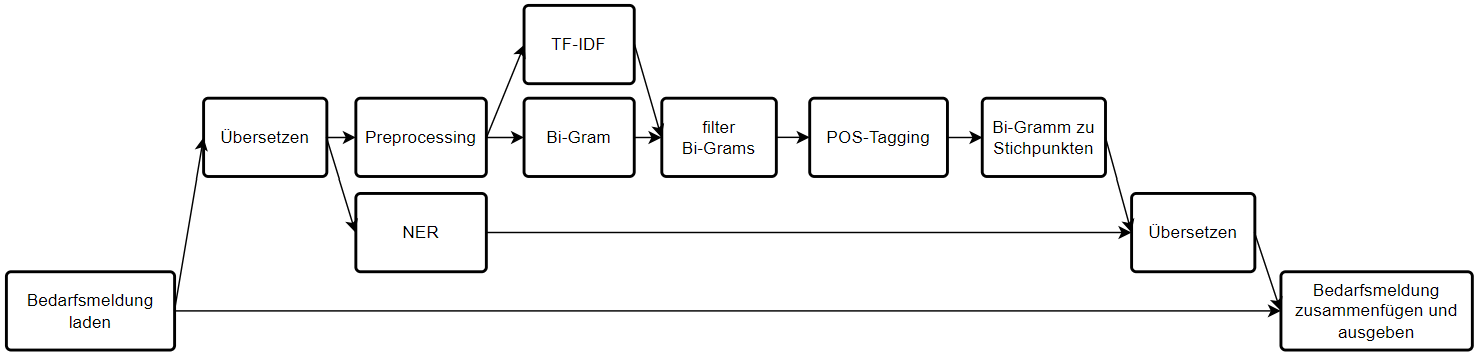 TF-IDF
Übersetzen
Preprocessing
Bi-Gram
filter
Bi-Grams
POS-Tagging
Bi-Gramm zu
Stichpunkten
NER
Übersetzen
Bedarfsmeldung
laden
Bedarfsmeldung
zusammenfügen und
ausgeben